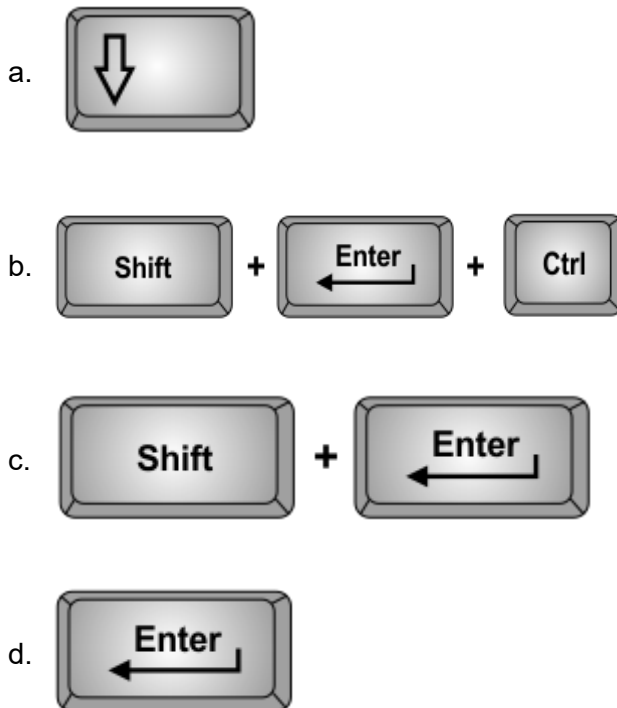 a.
b. Shift + Enter + Ctrl
c. Shift + Enter
d. Enter